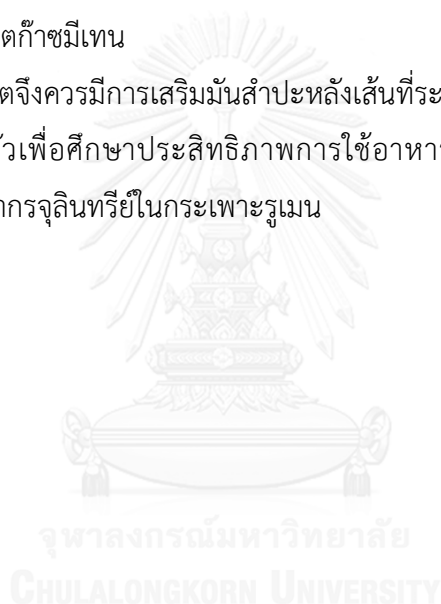 ตก๊าซมีเทน
ตจึงควรมีการเสริมมันสำปะหลังเส้นที่ระ
ัวเพื่อศึกษาประสิทธิภาพการใช้อาหาร
ากรจุลินทรีย์ในกระเพาะรูเมน
จุฬาลงกรณ์มหาวิทยาลัย
CHULALONGKORN UNIVERSITY